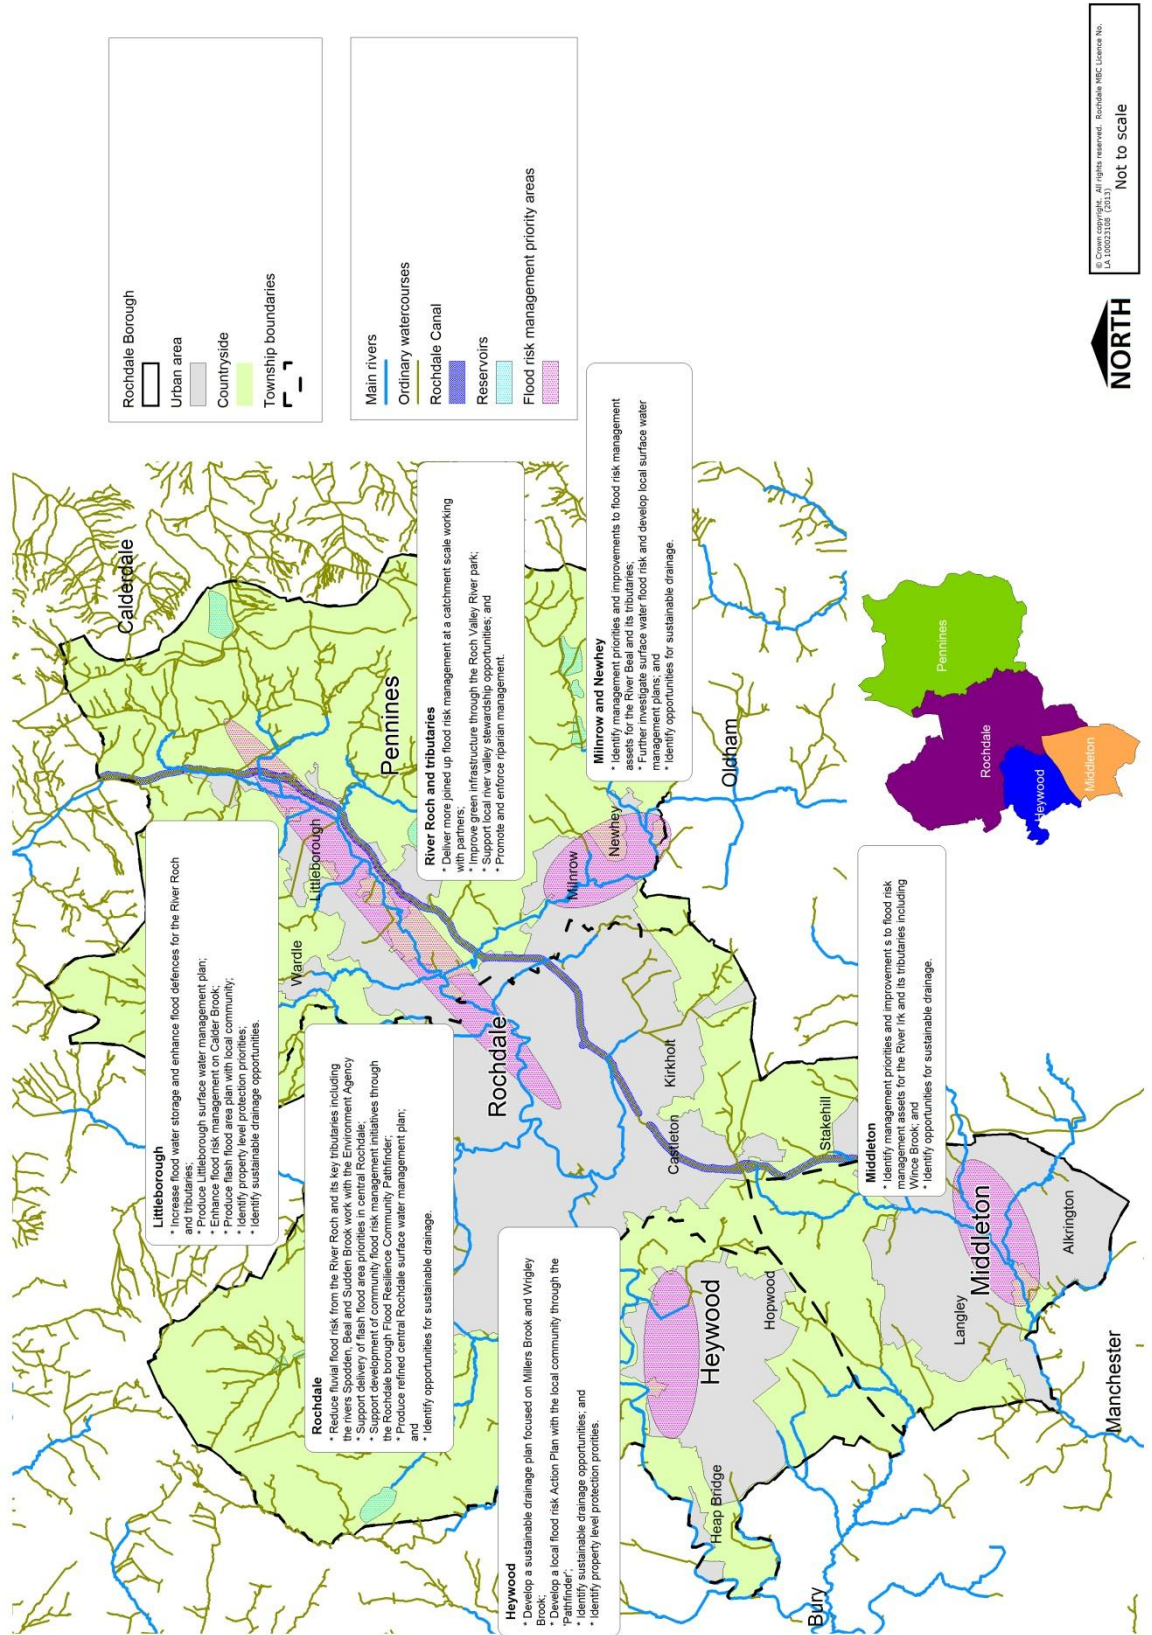 Littleborough
* Increase flood water storage and enhance flood defences for the River Roch
and tributaries;
* Produce Littleborough surface water management plan;
* Enhance flood risk management on Calder Brook;
* Produce flash flood area plan with local community;
* Identify property level protection priorities;
* Identify sustainable drainage opportunities.
Rochdale
* Reduce fluvial flood risk from the River Roch and its key tributaries including
the rivers Spodden, Beal and Sudden Brook work with the Environment Agency
* Support delivery of flash flood area priorities in central Rochdale;
* Support development of community flood risk management initiatives through
the Rochdale borough Flood Resilience Community Pathfinder;
* Produce refined central Rochdale surface water management plan;
and
* Identify opportunities for sustainable drainage.
Heywood
* Develop a sustainable drainage plan focused on Millers Brook and Wrigley
Brook;
* Develop a local flood risk Action Plan with the local community through the
'Pathfinder';
* Identify sustainable drainage opportunities; and
* Identify property level protection prorities.
River Roch and tributaries
* Deliver more joined up flood risk management at a catchment scale working
with partners;
* Improve green infrastructure through the Roch Valley River park;
* Support local river valley stewardship opportunities; and
* Promote and enforce riparian management.
Milnrow and Newhey
* Identify management priorities and improvements to flood risk management
assets for the River Beal and its tributaries;
* Further investigate surface water flood risk and develop local surface water
management plans; and
* Identify opportunities for sustainable drainage.
Middleton
* Identify management priories and improvement s to flood risk
management assets for the River Irk and its tributaries including
Wince Brook; and
* Identify opportunities for sustainable drainage.
Calderdale
Pennines
Littleborough
Wardle
Rochdale
Milnrow
Newhey
Oldham
Kirkholt
Castleton
Stakehill
Heywood
Hopwood
Heap Bridge
Bury
Langley
Middleton
Alkrington
Manchester
Rochdale Borough
Urban area
Countryside
Township boundaries
Main rivers
Ordinary watercourses
Rochdale Canal
Reservoirs
Flood risk management priority areas
Pennines
Rochdale
Heywood
Middleton
NORTH
© Crown copyright. All rights reserved. Rochdale MBC Licence No.
LA 100023108 (2013)
Not to scale